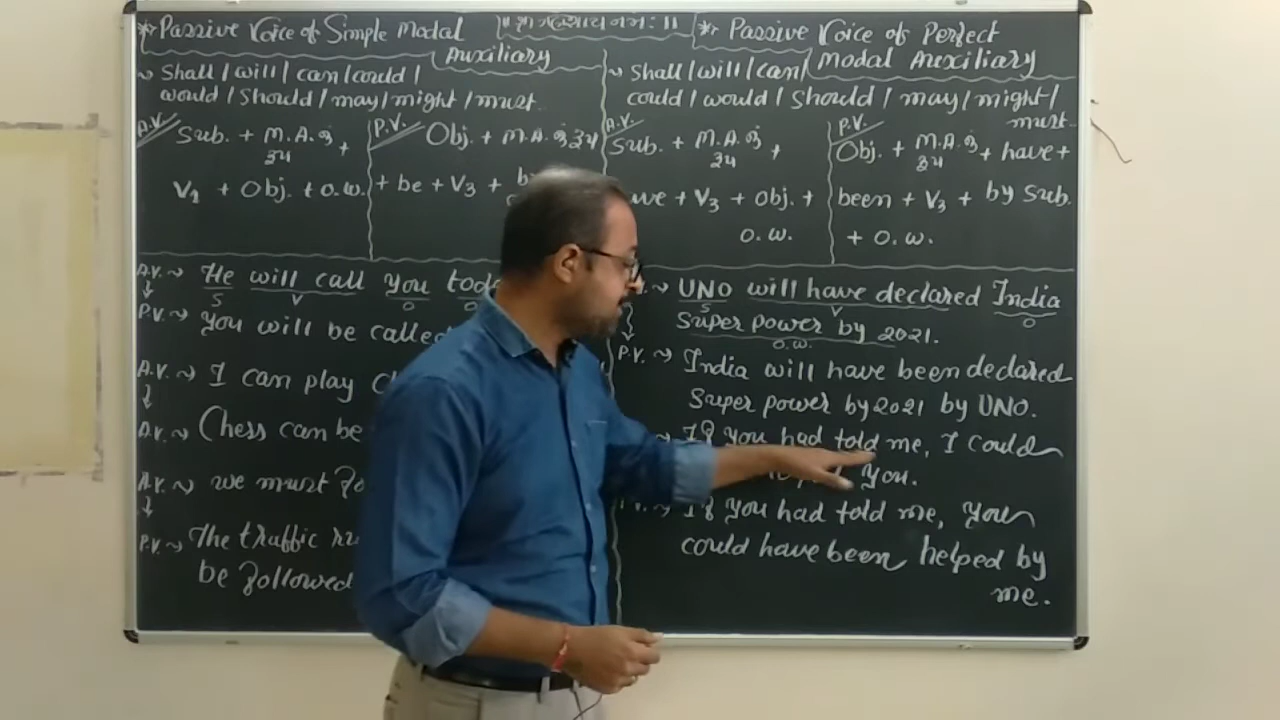 * Passive Voice of Simple Modal
Auxiliary
~ Shall / will / can / could /
would / Should / may / might / must.
A.V.
Sub. + M.A. +
V1 + Obj. + O.W.
P.V.
Obj. + M.A.
+ be + V3 +
A.V. ~ He will call you
S V O
P.V. ~ You will be called
A.V. ~ I can play
A.V. ~ Chess can be
A.V. ~ we must
P.V. ~ The traffic
be followed
* Passive Voice of Perfect
Modal Auxiliary
~ Shall / will / can /
could / would / Should / may / might /
must.
A.V.
Sub. + M.A. +
+ V3 + Obj. +
O.W.
P.V.
Obj. + M.A. + have +
been + V3 + by Sub.
+ O.W.
~ UNO will have declared India
S V O
Super power by 2021.
O.W.
P.V. ~ India will have been declared
Super power by 2021 by UNO.
If you had told me, I could
you.
If you had told me, you
could have been helped by
me.